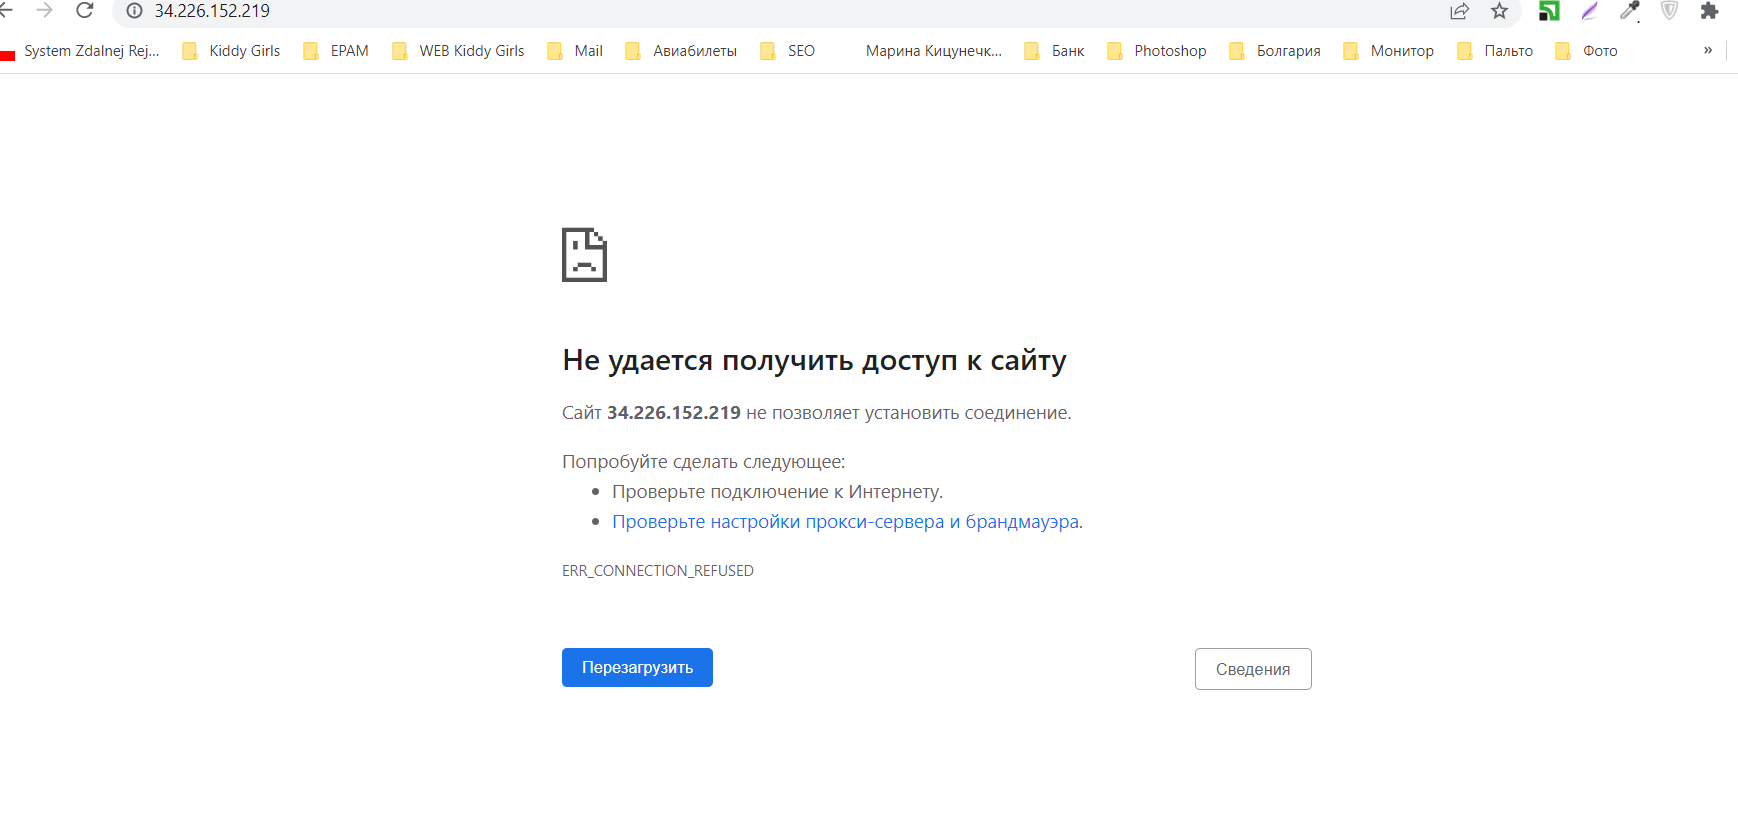 34.226.152.219
System Zdalnej Rej... Kiddy Girls EPAM WEB Kiddy Girls Mail Авиабилеты SEO Марина Кицунечк... Банк Photoshop Болгария Монитор Пальто Фото »
Не удается получить доступ к сайту
Сайт 34.226.152.219 не позволяет установить соединение.
Попробуйте сделать следующее:
• Проверьте подключение к Интернету.
• Проверьте настройки прокси-сервера и брандмауэра.
ERR_CONNECTION_REFUSED
Перезагрузить Сведения